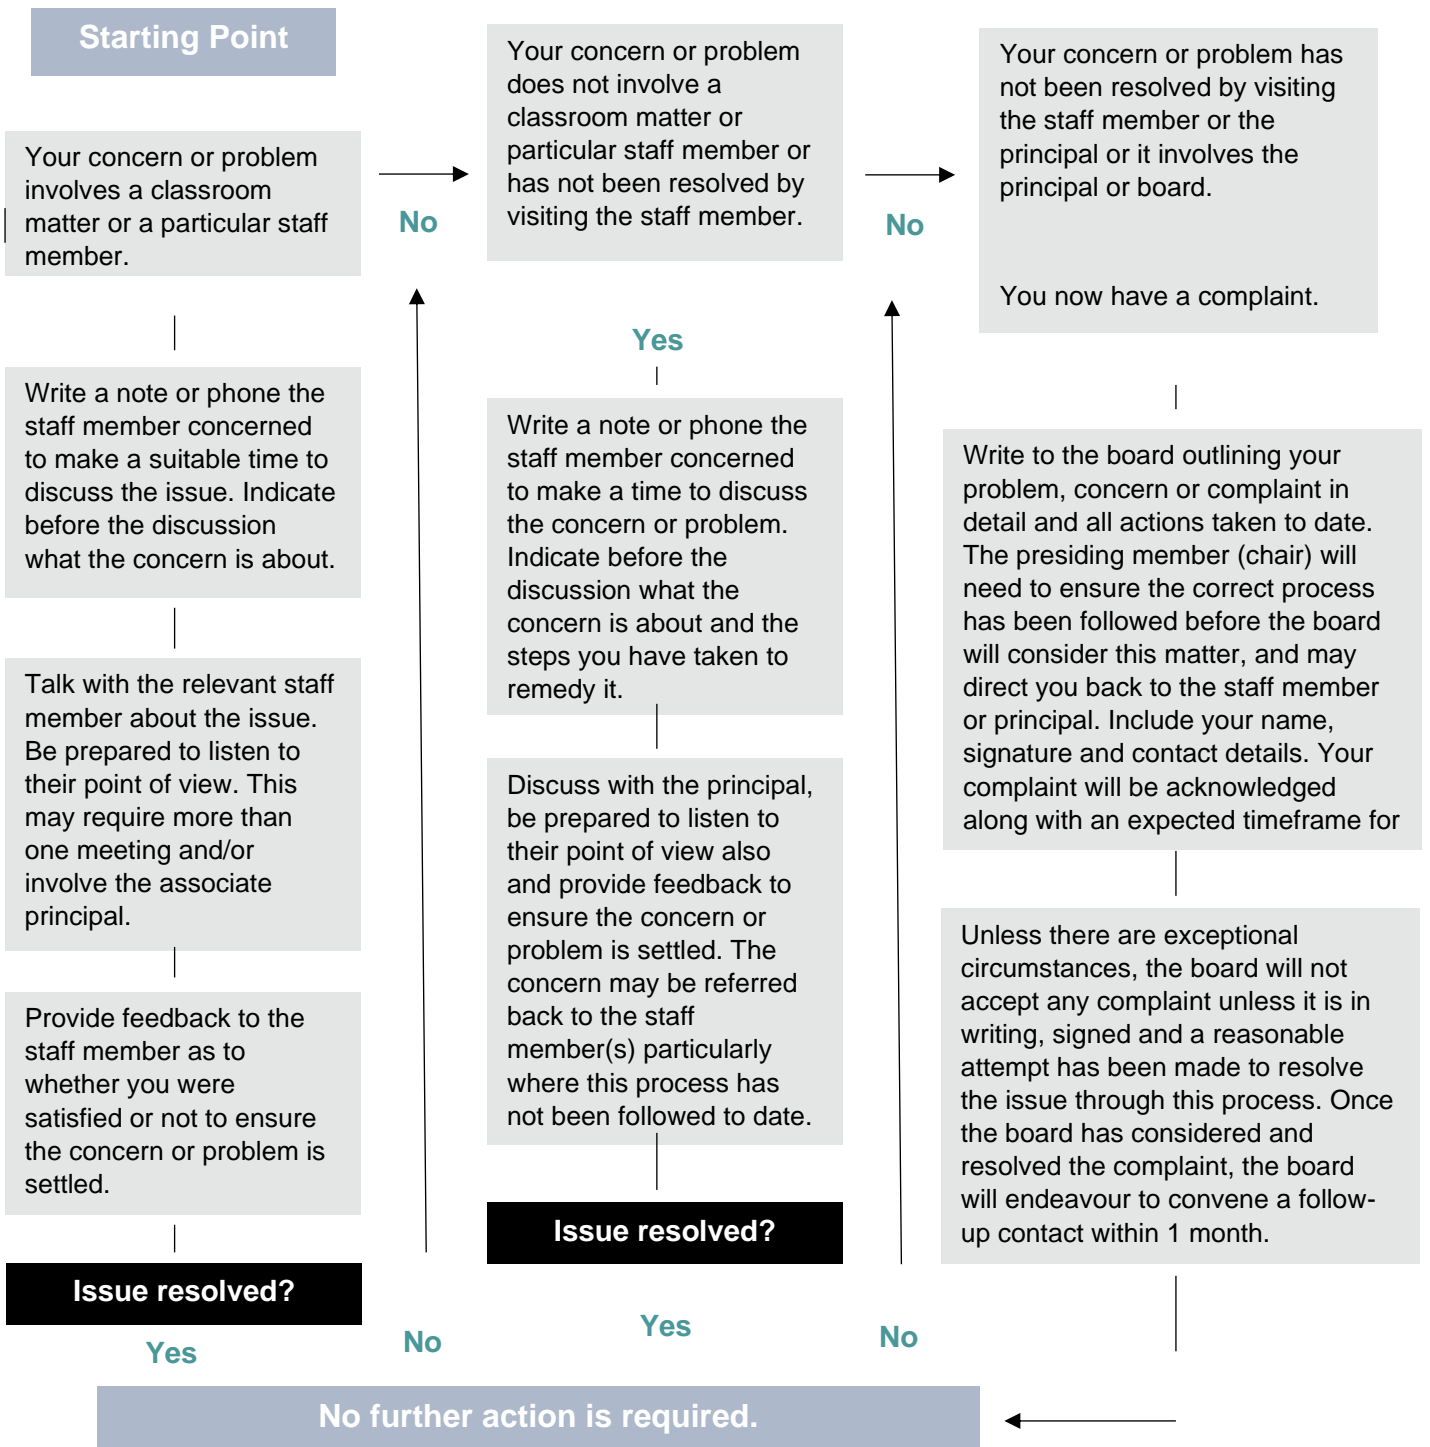 Starting Point
Your concern or problem
involves a classroom
matter or a particular staff
member.
No
Write a note or phone the
staff member concerned
to make a suitable time to
discuss the issue. Indicate
before the discussion
what the concern is about.
Talk with the relevant staff
member about the issue.
Be prepared to listen to
their point of view. This
may require more than
one meeting and/or
involve the associate
principal.
Provide feedback to the
staff member as to
whether you were
satisfied or not to ensure
the concern or problem is
settled.
Issue resolved?
Yes
No
Your concern or problem
does not involve a
classroom matter or
particular staff member or
has not been resolved by
visiting the staff member.
No
Yes
Write a note or phone the
staff member concerned
to make a time to discuss
the concern or problem.
Indicate before the
discussion what the
concern is about and the
steps you have taken to
remedy it.
Discuss with the principal,
be prepared to listen to
their point of view also
and provide feedback to
ensure the concern or
problem is settled. The
concern may be referred
back to the staff
member(s) particularly
where this process has
not been followed to date.
Issue resolved?
Yes
No
Your concern or problem has
not been resolved by visiting
the staff member or the
principal or it involves the
principal or board.
You now have a complaint.
Write to the board outlining your
problem, concern or complaint in
detail and all actions taken to date.
The presiding member (chair) will
need to ensure the correct process
has been followed before the board
will consider this matter, and may
direct you back to the staff member
or principal. Include your name,
signature and contact details. Your
complaint will be acknowledged
along with an expected timeframe for
Unless there are exceptional
circumstances, the board will not
accept any complaint unless it is in
writing, signed and a reasonable
attempt has been made to resolve
the issue through this process. Once
the board has considered and
resolved the complaint, the board
will endeavour to convene a follow-
up contact within 1 month.
No further action is required.